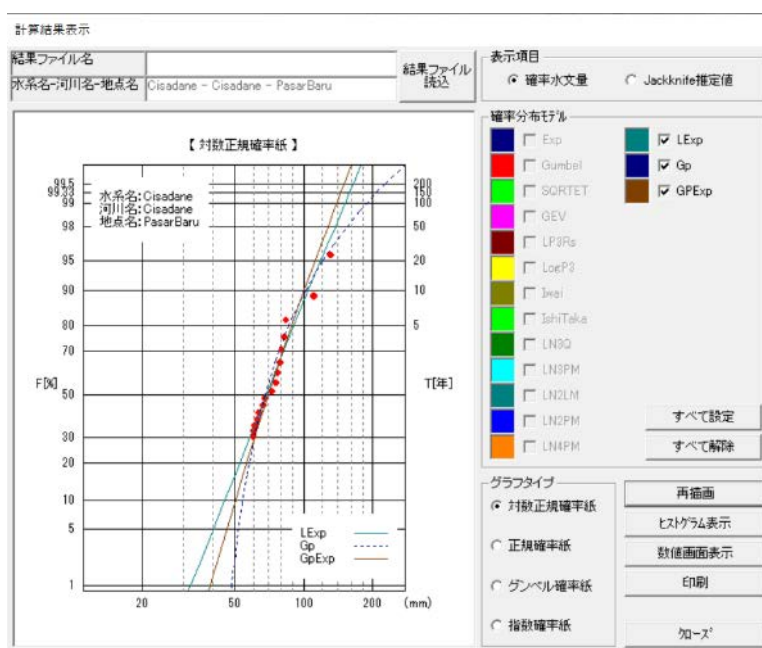 計算結果表示
結果ファイル名
結果ファイル
読込
水系名-河川名-地点名 Cisadane - Cisadane - PasarBaru
表示項目
確率水文量 Jackknife推定値
【 対数正規確率紙 】
水系名:Cisadane
河川名:Cisadane
地点名:PasarBaru
99.5
99.33
99
98
95
90
80
70
50
30
20
10
5
1
F[%]
200
150
100
50
20
10
5
T[年]
LExp
Gp
GpExp
20 50 100 200 (mm)
確率分布モデル
Exp LExp
Gumbel Gp
SQRTET GPExp
GEV
LP3Rs
LogP3
Iwai
IshiTaka
LN3Q
LN3PM
LN2LM
LN2PM
LN4PM
すべて設定
すべて解除
グラフタイプ
対数正規確率紙
正規確率紙
グンベル確率紙
指数確率紙
再描画
ヒストグラム表示
数値画面表示
印刷
クローズ